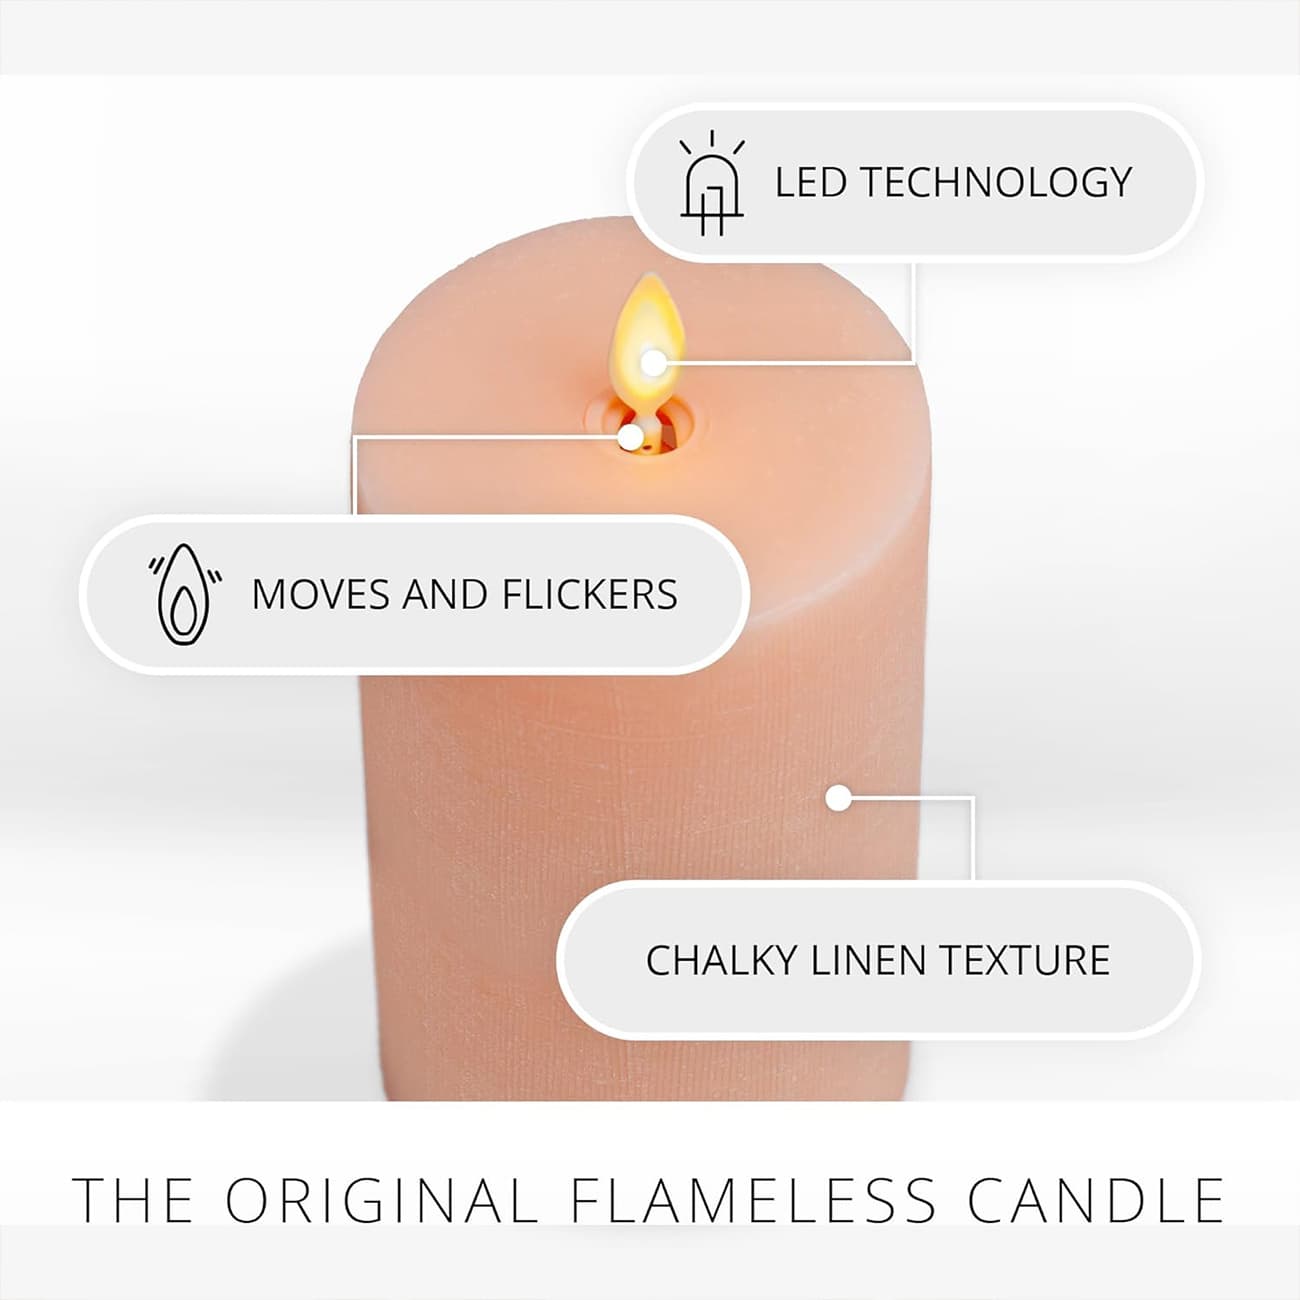 LED TECHNOLOGY
MOVES AND FLICKERS
CHALKY LINEN TEXTURE
THE ORIGINAL FLAMELESS CANDLE